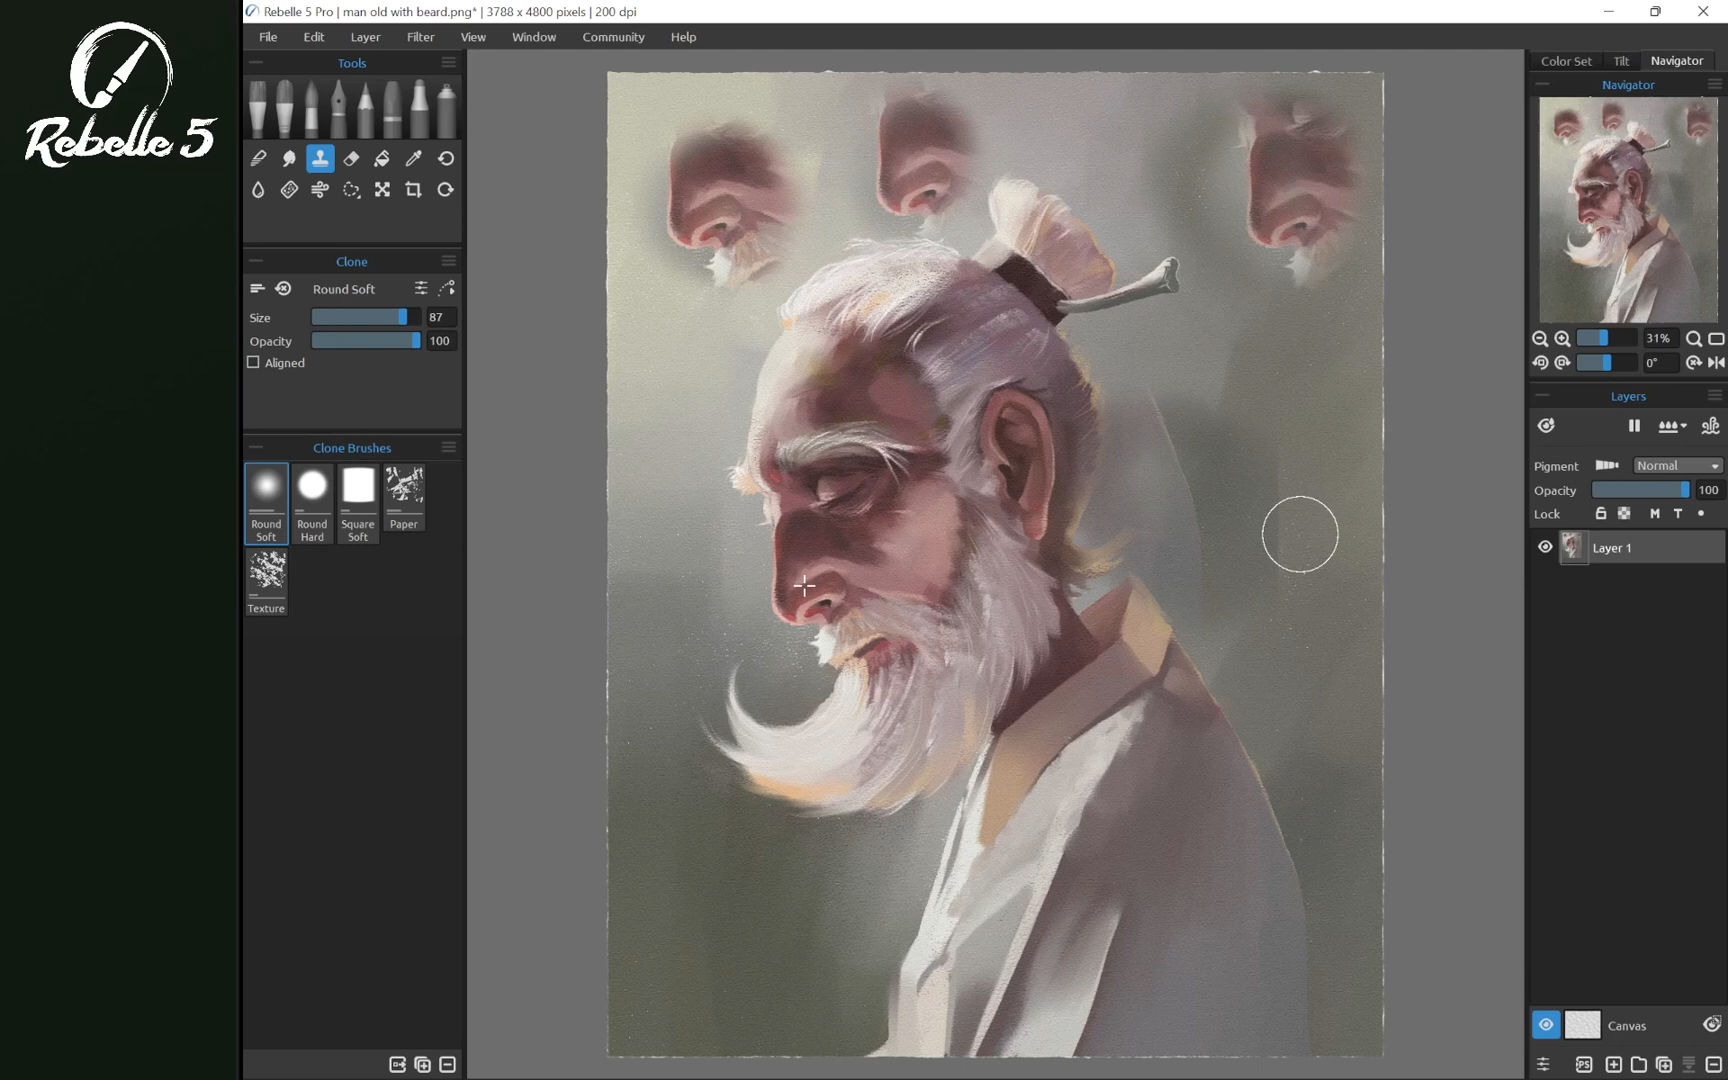 Rebelle 5
Rebelle 5 Pro | man old with beard.png* | 3788 x 4800 pixels | 200 dpi
File Edit Layer Filter View Window Community Help
Tools
Clone
Round Soft
Size 87
Opacity 100
Aligned
Clone Brushes
Round Soft
Round Hard
Square Soft
Paper
Texture
Color Set Tilt Navigator
Navigator
31%
0°
Layers
Pigment Normal
Opacity 100
Lock M T
Layer 1
Canvas
PS